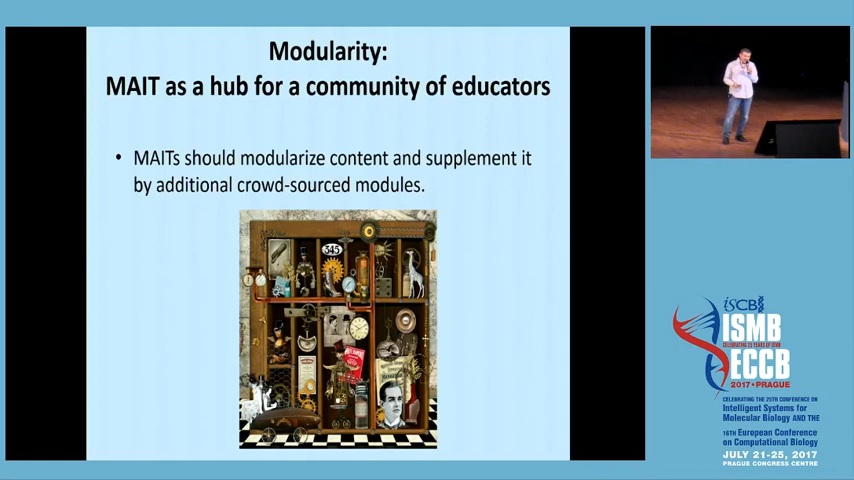 Modularity:
MAIT as a hub for a community of educators
• MAITs should modularize content and supplement it
by additional crowd-sourced modules.
345
iSCB
ISMB
CELEBRATING 25 YEARS OF ISMB
ECCB
2017 • PRAGUE
CELEBRATING THE 25TH CONFERENCE ON
Intelligent Systems for
Molecular Biology AND THE
16TH European Conference
on Computational Biology
JULY 21-25, 2017
PRAGUE CONGRESS CENTRE